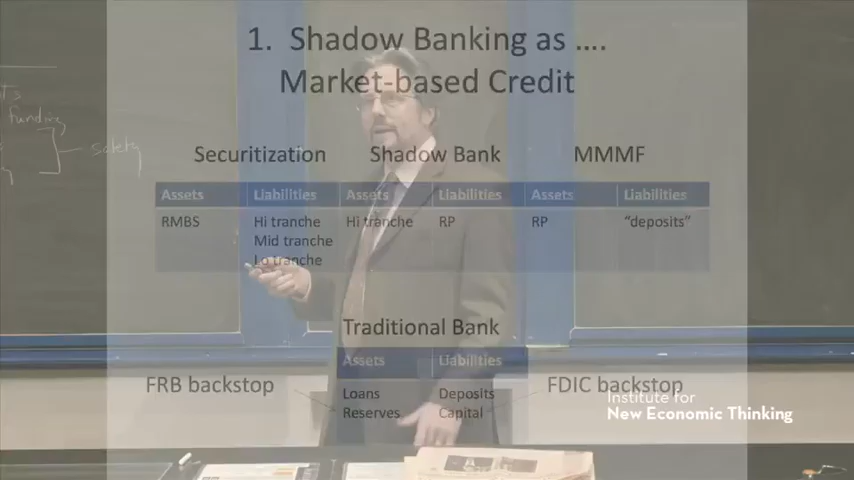 1. Shadow Banking as ....
Market-based Credit
Securitization Shadow Bank MMMF
Assets Liabilities Assets Liabilities Assets Liabilities
RMBS Hi tranche Hi tranche RP RP "deposits"
Mid tranche
Lo tranche
funding
safety
Traditional Bank
Assets Liabilities
FRB backstop Loans Deposits FDIC backstop
Reserves Capital
Institute for
New Economic Thinking